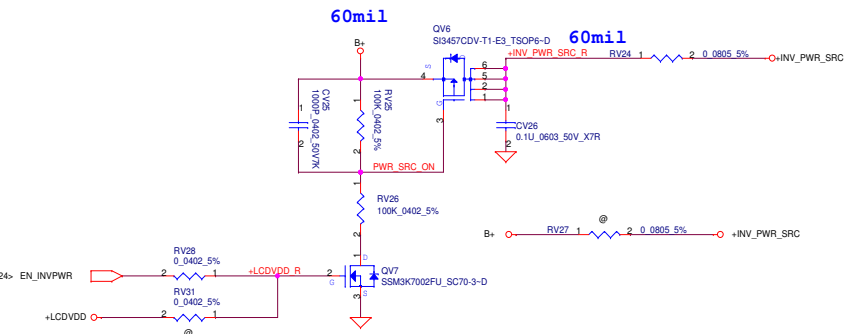 60mil
QV6
SI3457CDV-T1-E3_TSOP6~D
60mil
B+
+INV_PWR_SRC_R
RV24 1 2 0_0805_5%
+INV_PWR_SRC
S
4
6
5
2
1
G
3
1
CV25
1000P_0402_50V7K
2
1
RV25
100K_0402_5%
2
1
CV26
0.1U_0603_50V_X7R
2
PWR_SRC_ON
1
RV26
100K_0402_5%
2
@
B+ RV27 1 2 0_0805_5% +INV_PWR_SRC
RV28
0_0402_5%
24> EN_INVPWR 2 1 +LCDVDD_R 2
G
1 D
QV7
SSM3K7002FU_SC70-3~D
3 S
RV31
0_0402_5%
+LCDVDD 2 1
@